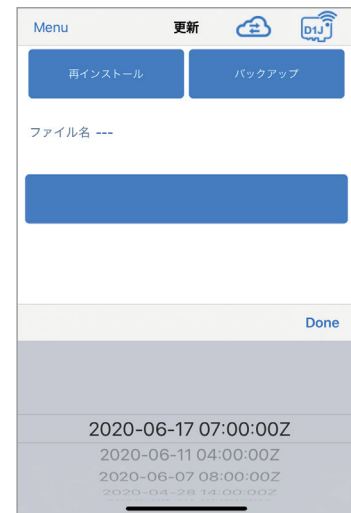 Menu 更新 D1J
再インストール バックアップ
ファイル名 ---
Done
2020-06-17 07:00:00Z
2020-06-11 04:00:00Z
2020-06-07 08:00:00Z
2020-04-28 14:00:00Z